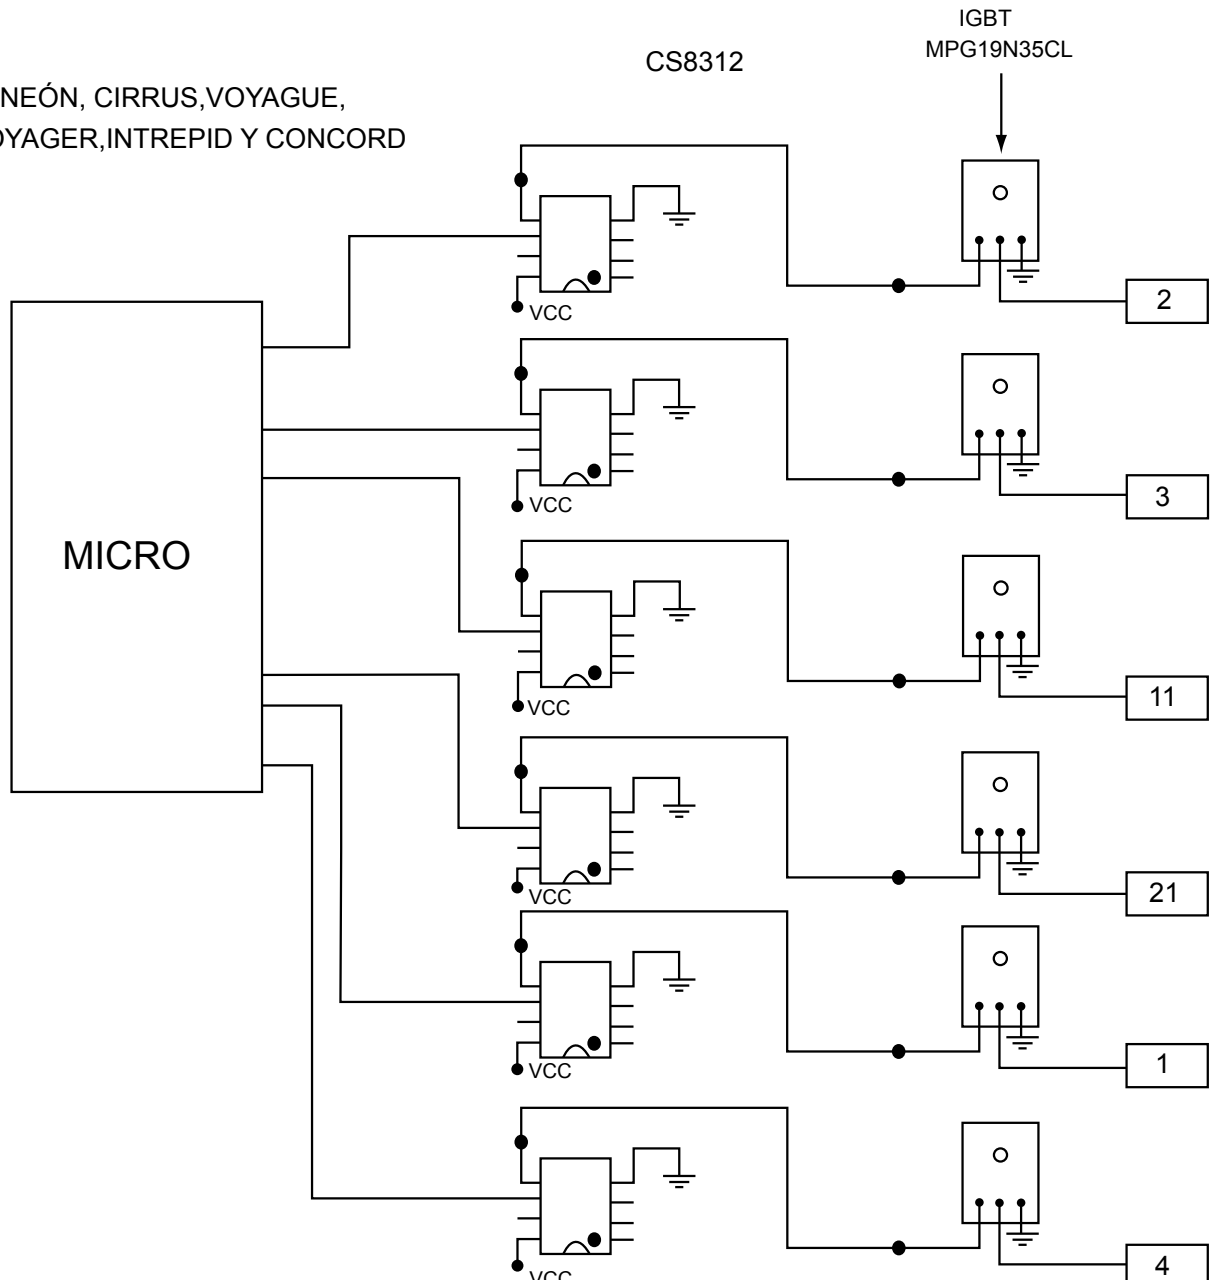 IGBT
MPG19N35CL
CS8312
NEÓN, CIRRUS,VOYAGUE,
OYAGER,INTREPID Y CONCORD
VCC
2
VCC
3
MICRO
VCC
11
VCC
21
VCC
1
VCC
4